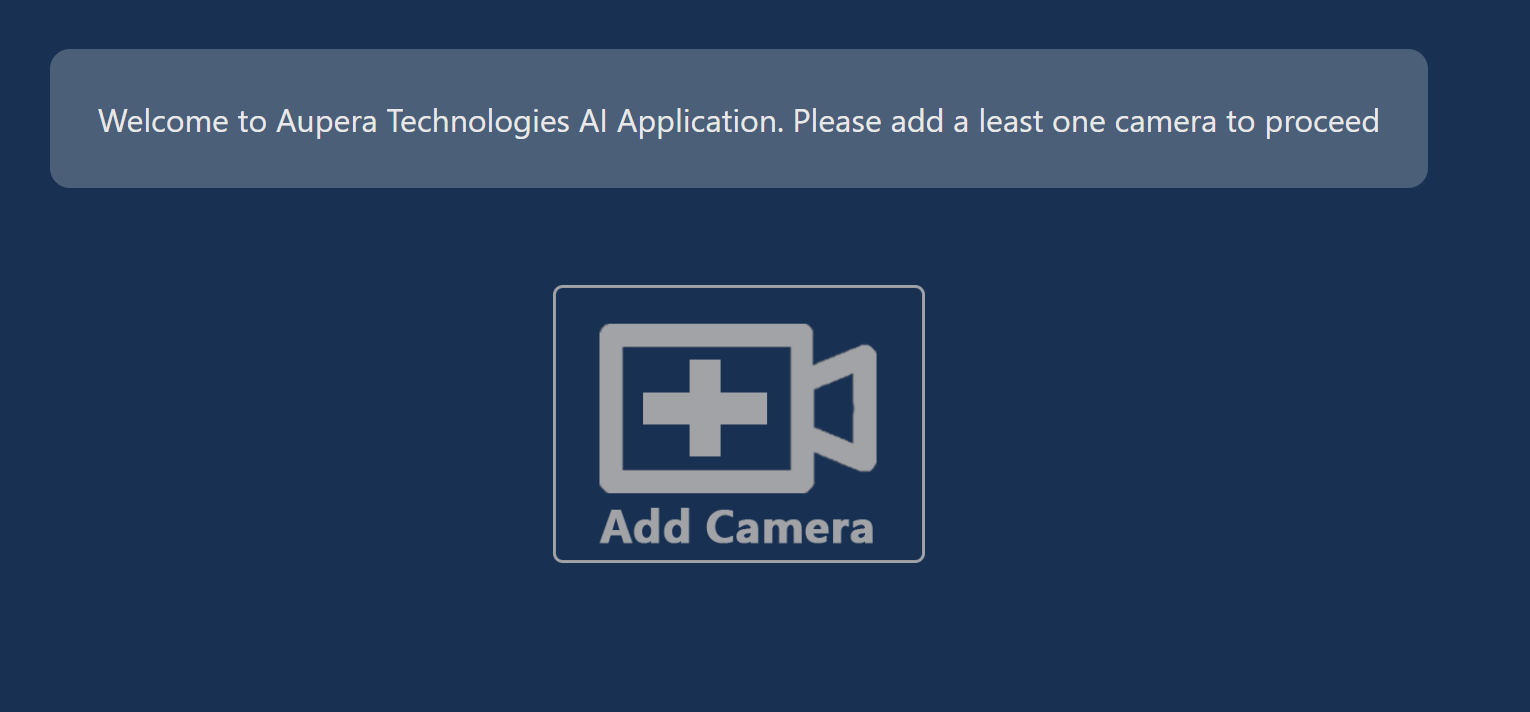 Welcome to Aupera Technologies AI Application. Please add a least one camera to proceed
Add Camera